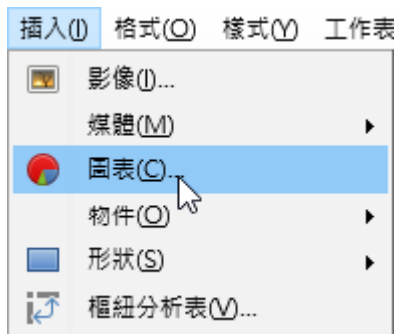 插入(I) 格式(O) 樣式(Y) 工作表
影像(I)...
媒體(M)
圖表(C)...
物件(O)
形狀(S)
樞紐分析表(V)...